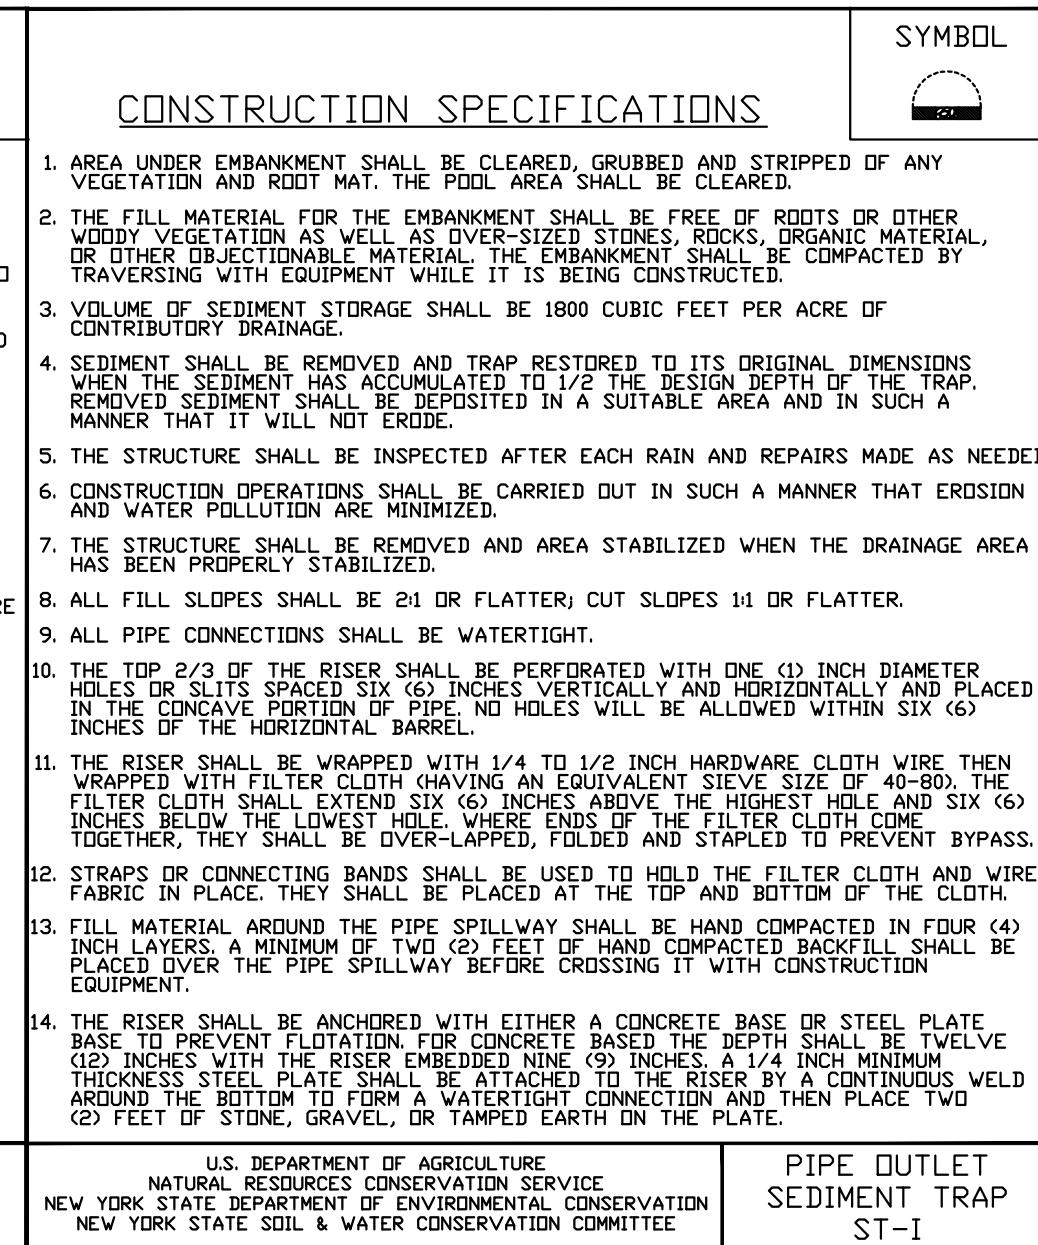 SYMBOL
CONSTRUCTION SPECIFICATIONS
1. AREA UNDER EMBANKMENT SHALL BE CLEARED, GRUBBED AND STRIPPED OF ANY
VEGETATION AND ROOT MAT. THE POOL AREA SHALL BE CLEARED.
2. THE FILL MATERIAL FOR THE EMBANKMENT SHALL BE FREE OF ROOTS OR OTHER
WOODY VEGETATION AS WELL AS OVER-SIZED STONES, ROCKS, ORGANIC MATERIAL,
OR OTHER OBJECTIONABLE MATERIAL. THE EMBANKMENT SHALL BE COMPACTED BY
TRAVERSING WITH EQUIPMENT WHILE IT IS BEING CONSTRUCTED.
3. VOLUME OF SEDIMENT STORAGE SHALL BE 1800 CUBIC FEET PER ACRE OF
CONTRIBUTORY DRAINAGE.
4. SEDIMENT SHALL BE REMOVED AND TRAP RESTORED TO ITS ORIGINAL DIMENSIONS
WHEN THE SEDIMENT HAS ACCUMULATED TO 1/2 THE DESIGN DEPTH OF THE TRAP.
REMOVED SEDIMENT SHALL BE DEPOSITED IN A SUITABLE AREA AND IN SUCH A
MANNER THAT IT WILL NOT ERODE.
5. THE STRUCTURE SHALL BE INSPECTED AFTER EACH RAIN AND REPAIRS MADE AS NEEDE
6. CONSTRUCTION OPERATIONS SHALL BE CARRIED OUT IN SUCH A MANNER THAT EROSION
AND WATER POLLUTION ARE MINIMIZED.
7. THE STRUCTURE SHALL BE REMOVED AND AREA STABILIZED WHEN THE DRAINAGE AREA
HAS BEEN PROPERLY STABILIZED.
8. ALL FILL SLOPES SHALL BE 2:1 OR FLATTER; CUT SLOPES 1:1 OR FLATTER.
9. ALL PIPE CONNECTIONS SHALL BE WATERTIGHT.
10. THE TOP 2/3 OF THE RISER SHALL BE PERFORATED WITH ONE (1) INCH DIAMETER
HOLES OR SLITS SPACED SIX (6) INCHES VERTICALLY AND HORIZONTALLY AND PLACED
IN THE CONCAVE PORTION OF PIPE. NO HOLES WILL BE ALLOWED WITHIN SIX (6)
INCHES OF THE HORIZONTAL BARREL.
11. THE RISER SHALL BE WRAPPED WITH 1/4 TO 1/2 INCH HARDWARE CLOTH WIRE THEN
WRAPPED WITH FILTER CLOTH (HAVING AN EQUIVALENT SIEVE SIZE OF 40-80). THE
FILTER CLOTH SHALL EXTEND SIX (6) INCHES ABOVE THE HIGHEST HOLE AND SIX (6)
INCHES BELOW THE LOWEST HOLE. WHERE ENDS OF THE FILTER CLOTH COME
TOGETHER, THEY SHALL BE OVER-LAPPED, FOLDED AND STAPLED TO PREVENT BYPASS.
12. STRAPS OR CONNECTING BANDS SHALL BE USED TO HOLD THE FILTER CLOTH AND WIRE
FABRIC IN PLACE. THEY SHALL BE PLACED AT THE TOP AND BOTTOM OF THE CLOTH.
13. FILL MATERIAL AROUND THE PIPE SPILLWAY SHALL BE HAND COMPACTED IN FOUR (4)
INCH LAYERS. A MINIMUM OF TWO (2) FEET OF HAND COMPACTED BACKFILL SHALL BE
PLACED OVER THE PIPE SPILLWAY BEFORE CROSSING IT WITH CONSTRUCTION
EQUIPMENT.
14. THE RISER SHALL BE ANCHORED WITH EITHER A CONCRETE BASE OR STEEL PLATE
BASE TO PREVENT FLOTATION. FOR CONCRETE BASED THE DEPTH SHALL BE TWELVE
(12) INCHES WITH THE RISER EMBEDDED NINE (9) INCHES. A 1/4 INCH MINIMUM
THICKNESS STEEL PLATE SHALL BE ATTACHED TO THE RISER BY A CONTINUOUS WELD
AROUND THE BOTTOM TO FORM A WATERTIGHT CONNECTION AND THEN PLACE TWO
(2) FEET OF STONE, GRAVEL, OR TAMPED EARTH ON THE PLATE.
U.S. DEPARTMENT OF AGRICULTURE
NATURAL RESOURCES CONSERVATION SERVICE
NEW YORK STATE DEPARTMENT OF ENVIRONMENTAL CONSERVATION
NEW YORK STATE SOIL & WATER CONSERVATION COMMITTEE
PIPE OUTLET
SEDIMENT TRAP
ST-I